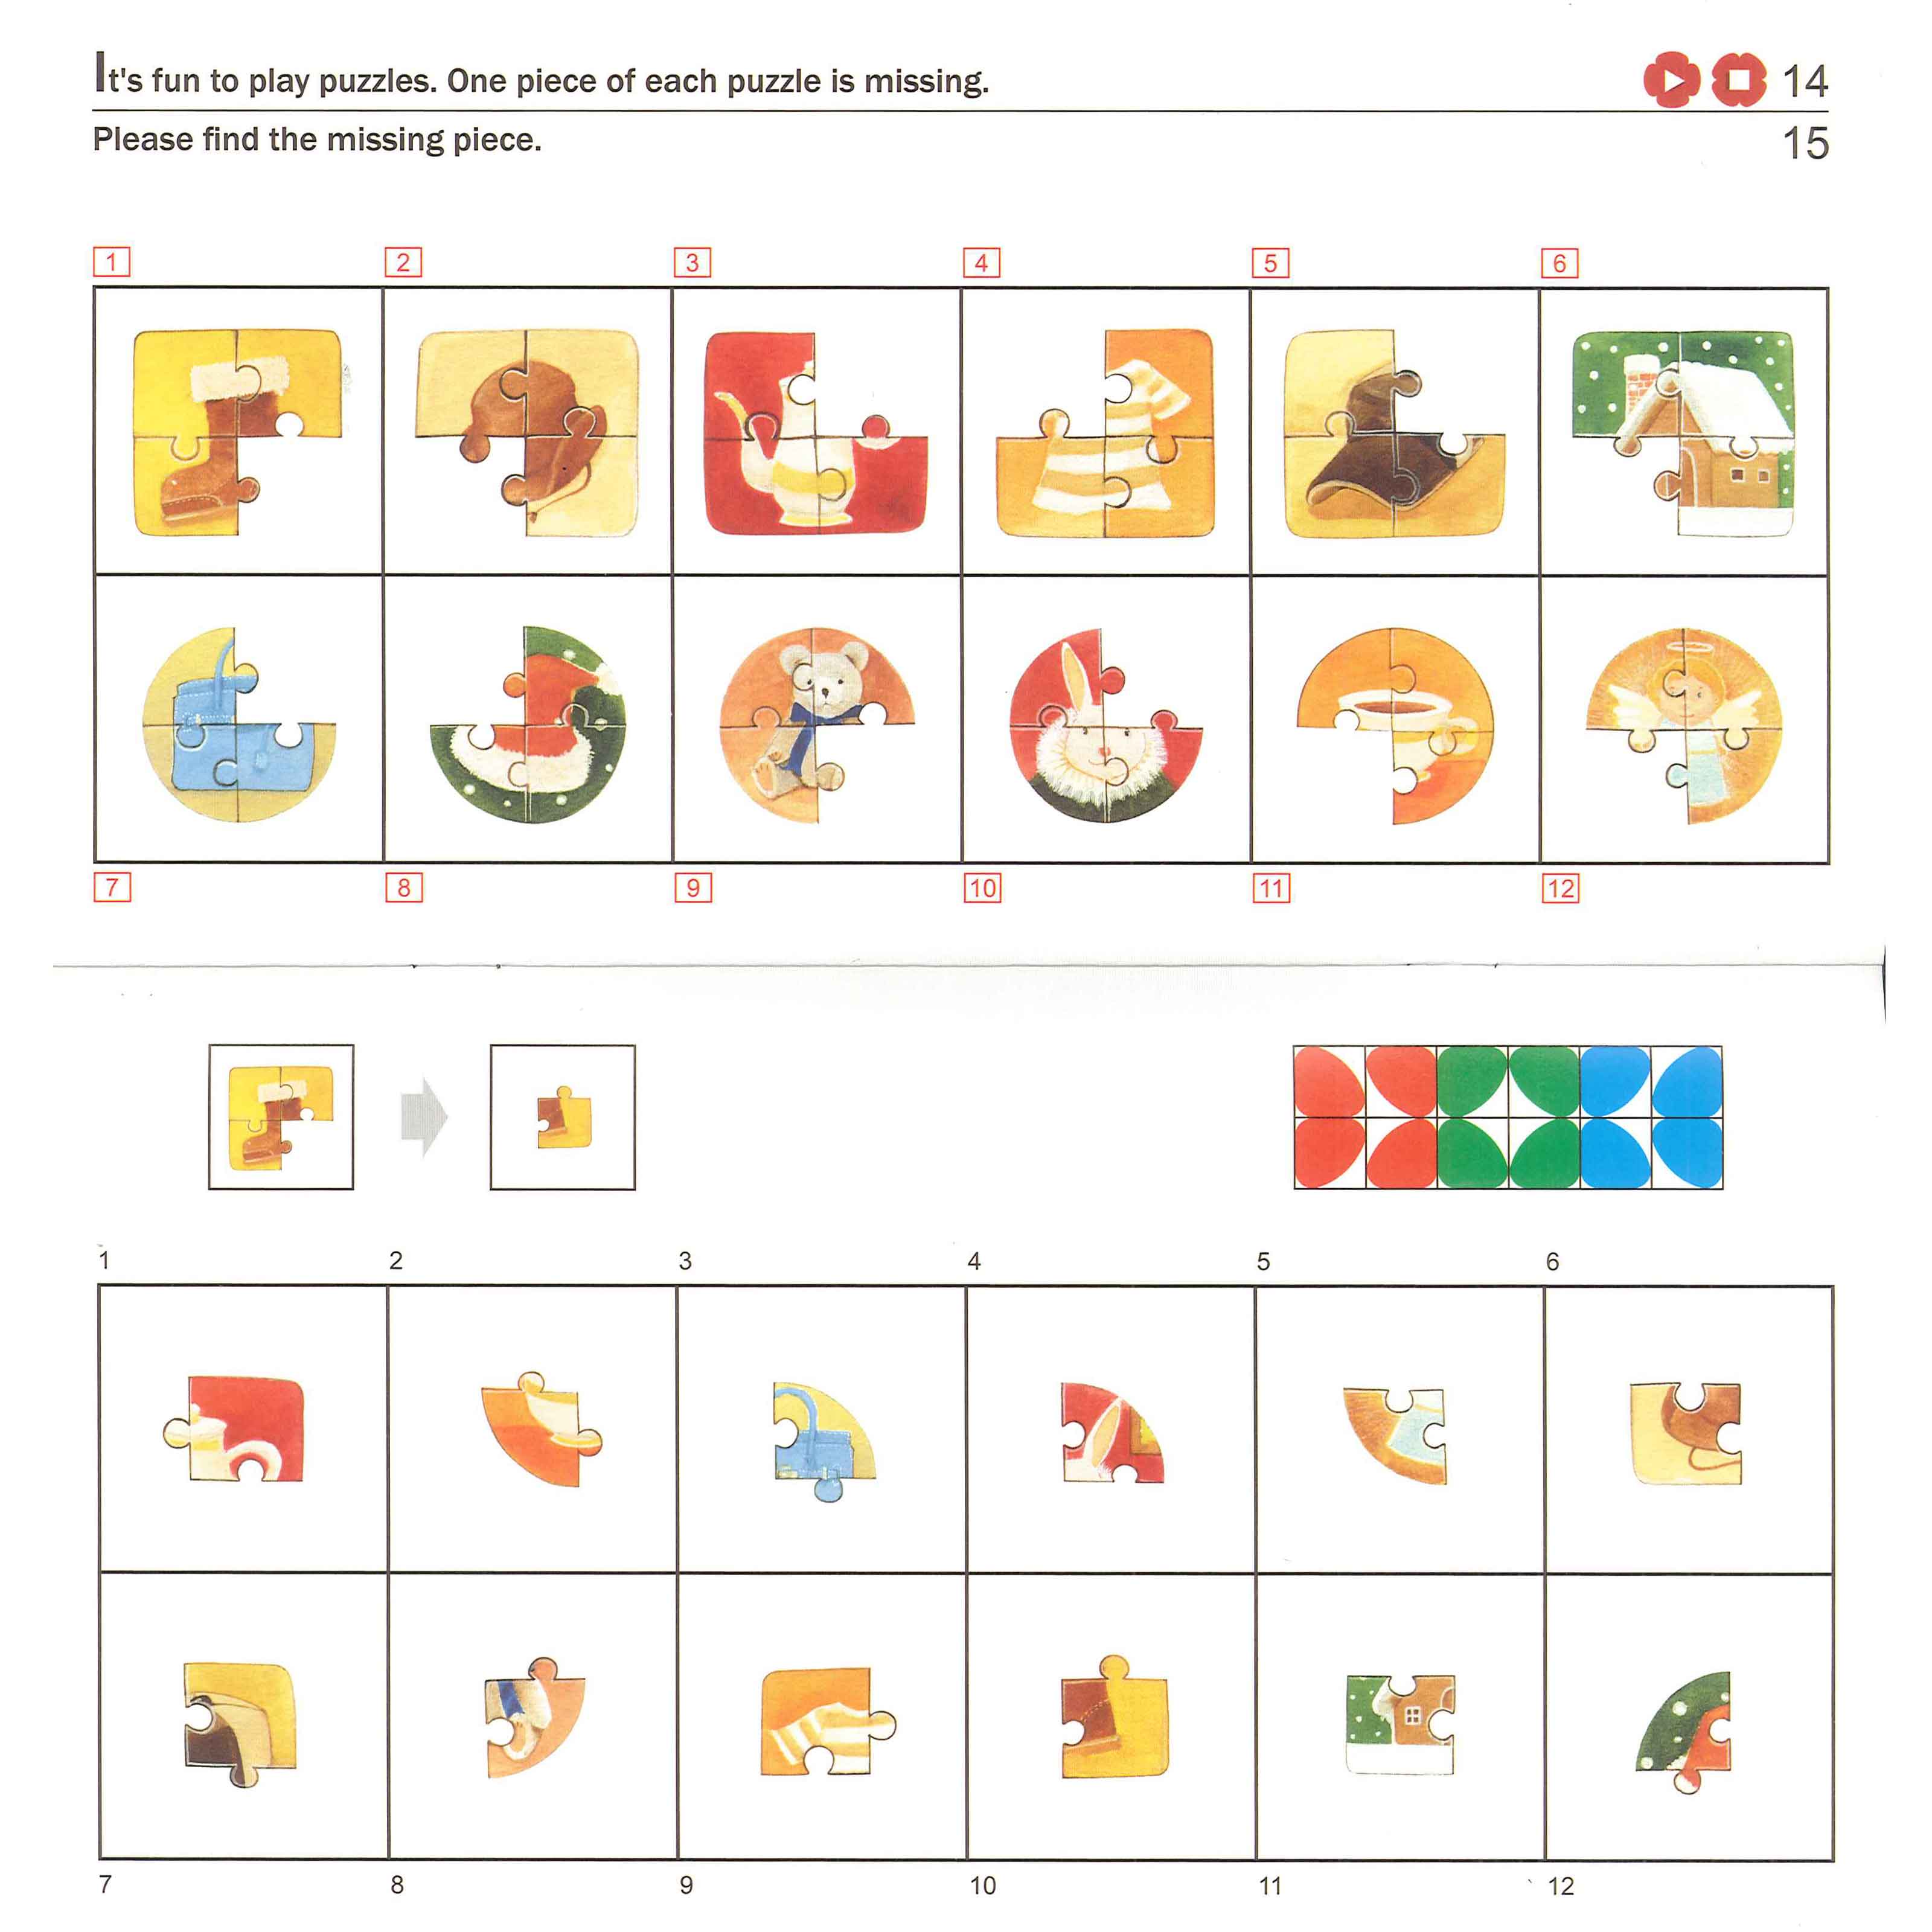 It's fun to play puzzles. One piece of each puzzle is missing.
14
Please find the missing piece.
15
1 2 3 4 5 6
7 8 9 10 11 12
1 2 3 4 5 6
7 8 9 10 11 12